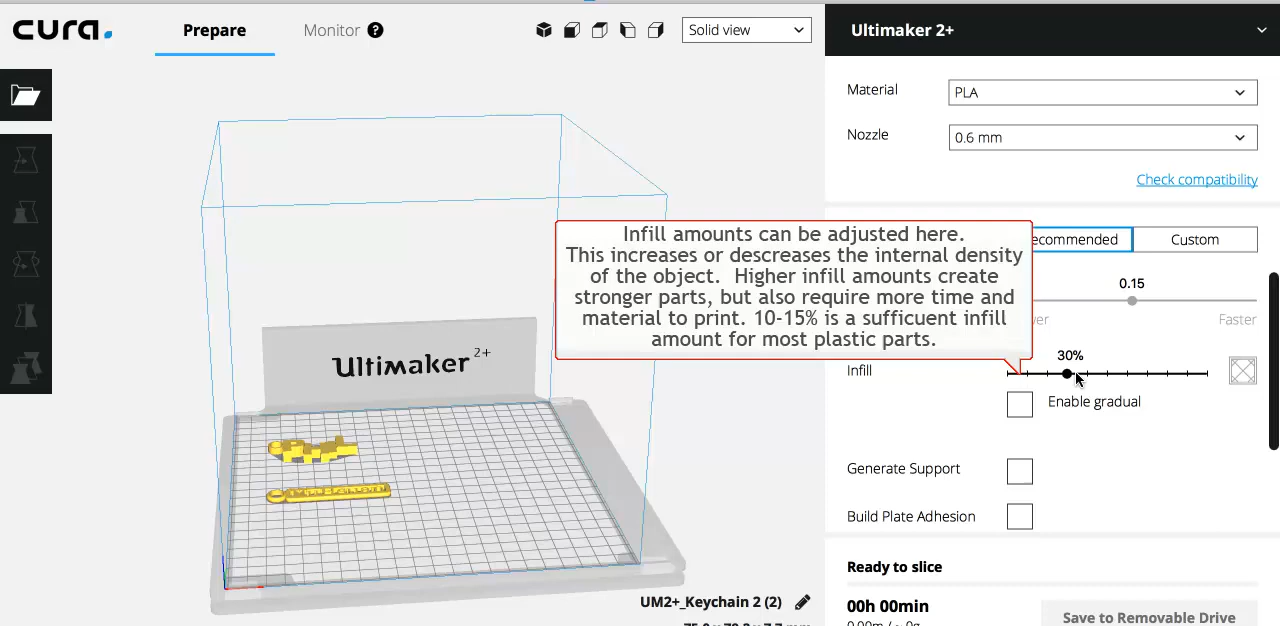 cura.
Prepare
Monitor ?
Solid view
Ultimaker 2+
Material
PLA
Nozzle
0.6 mm
Check compatibility
Infill amounts can be adjusted here.
This increases or descreases the internal density
of the object. Higher infill amounts create
stronger parts, but also require more time and
material to print. 10-15% is a sufficuent infill
amount for most plastic parts.
ecommended
Custom
0.15
Faster
Ultimaker 2+
30%
Infill
Enable gradual
Generate Support
Build Plate Adhesion
Ready to slice
UM2+_Keychain 2 (2)
00h 00min
Save to Removable Drive